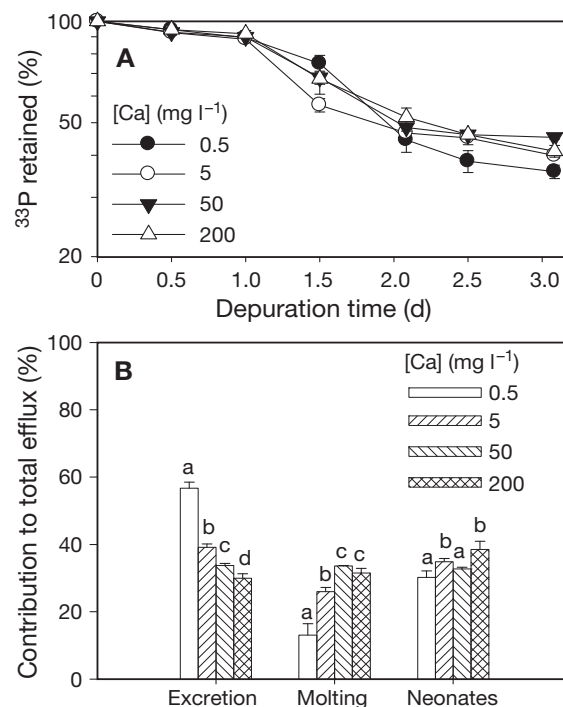 100
50
20
³³P retained (%)
A
[Ca] (mg l⁻¹)
0.5
5
50
200
0 0.5 1.0 1.5 2.0 2.5 3.0
Depuration time (d)
100
80
60
40
20
0
Contribution to total efflux (%)
B
[Ca] (mg l⁻¹)
0.5
5
50
200
a b c d
a b c c
a b a b
Excretion Molting Neonates